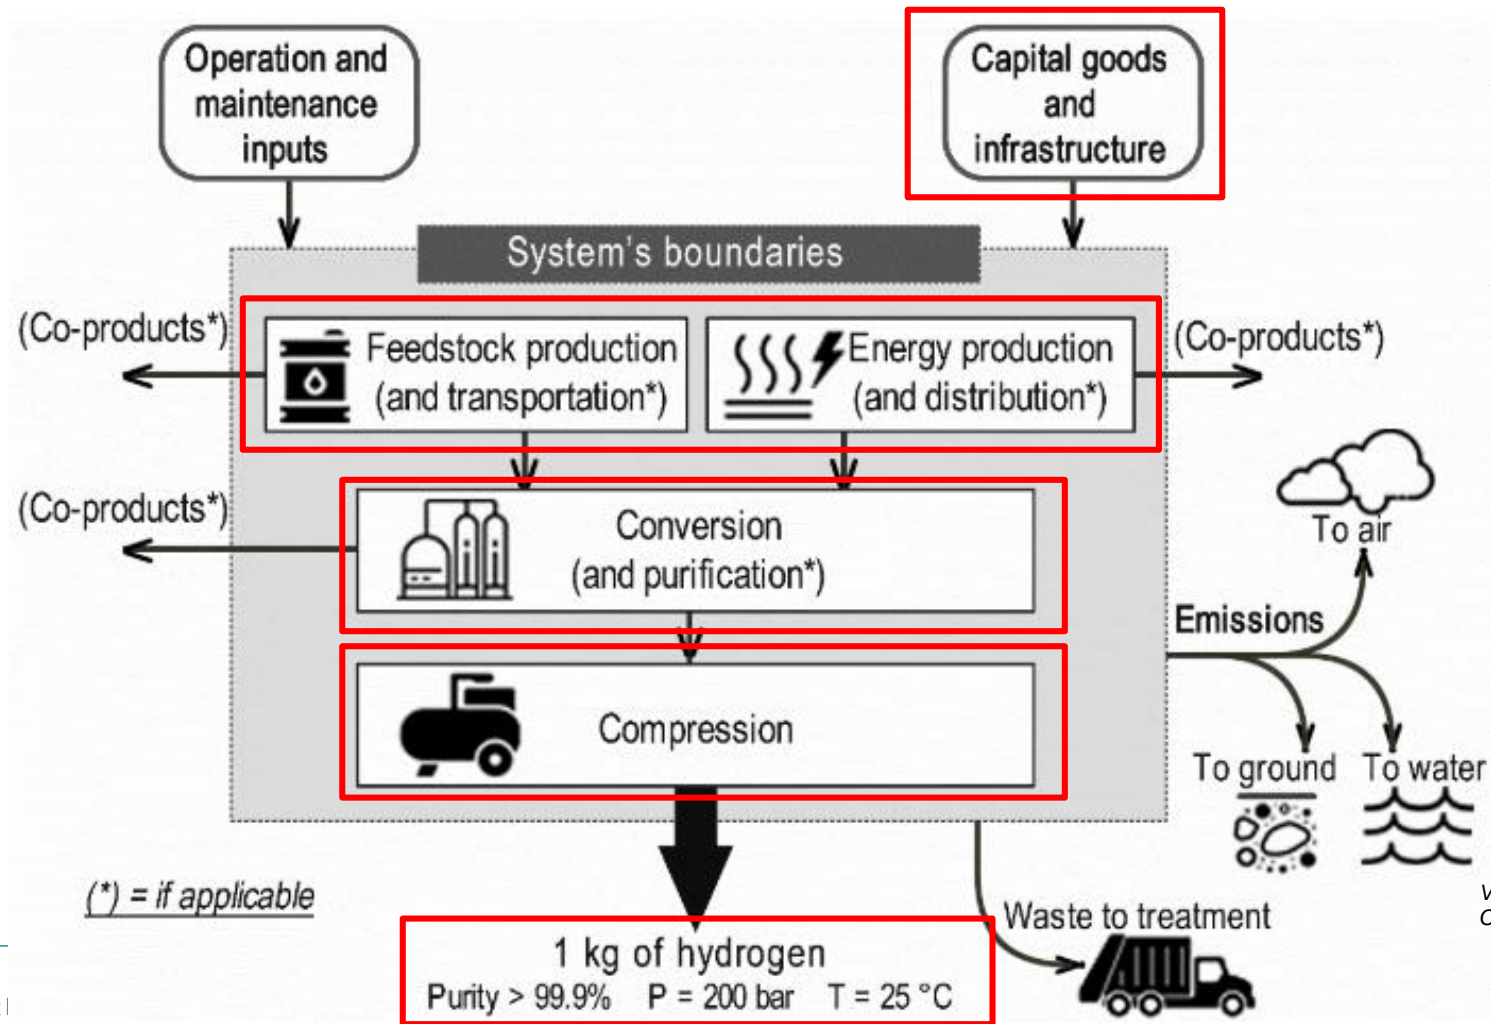 Operation and
maintenance
inputs
Capital goods
and
infrastructure
System's boundaries
(Co-products*)
Feedstock production
(and transportation*)
Energy production
(and distribution*)
(Co-products*)
(Co-products*)
Conversion
(and purification*)
To air
Emissions
Compression
To ground
To water
(*) = if applicable
Waste to treatment
1 kg of hydrogen
Purity > 99.9% P = 200 bar T = 25 °C